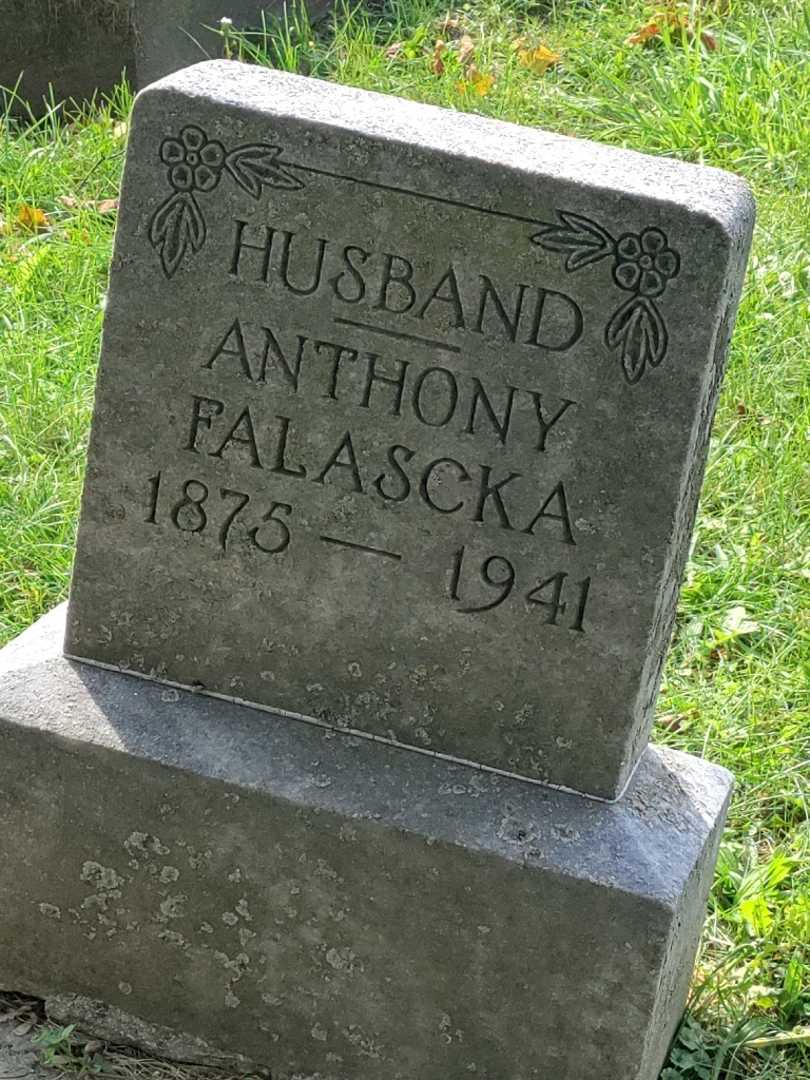 HUSBAND
ANTHONY
FALASCKA
1875 — 1941